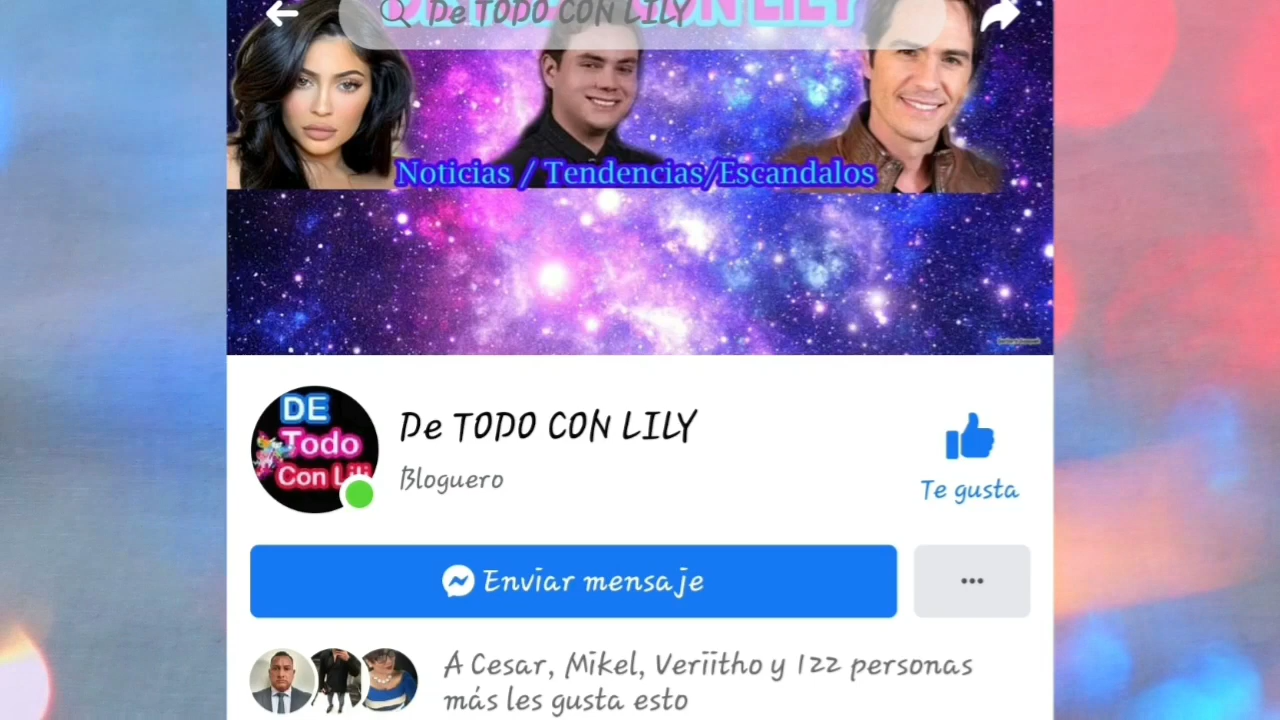 De TODO CON LILY
Noticias / Tendencias/Escandalos
DE
Todo
Con Lili
De TODO CON LILY
Bloguero
Te gusta
Enviar mensaje
A Cesar, Mikel, Veriitho y 122 personas
más les gusta esto